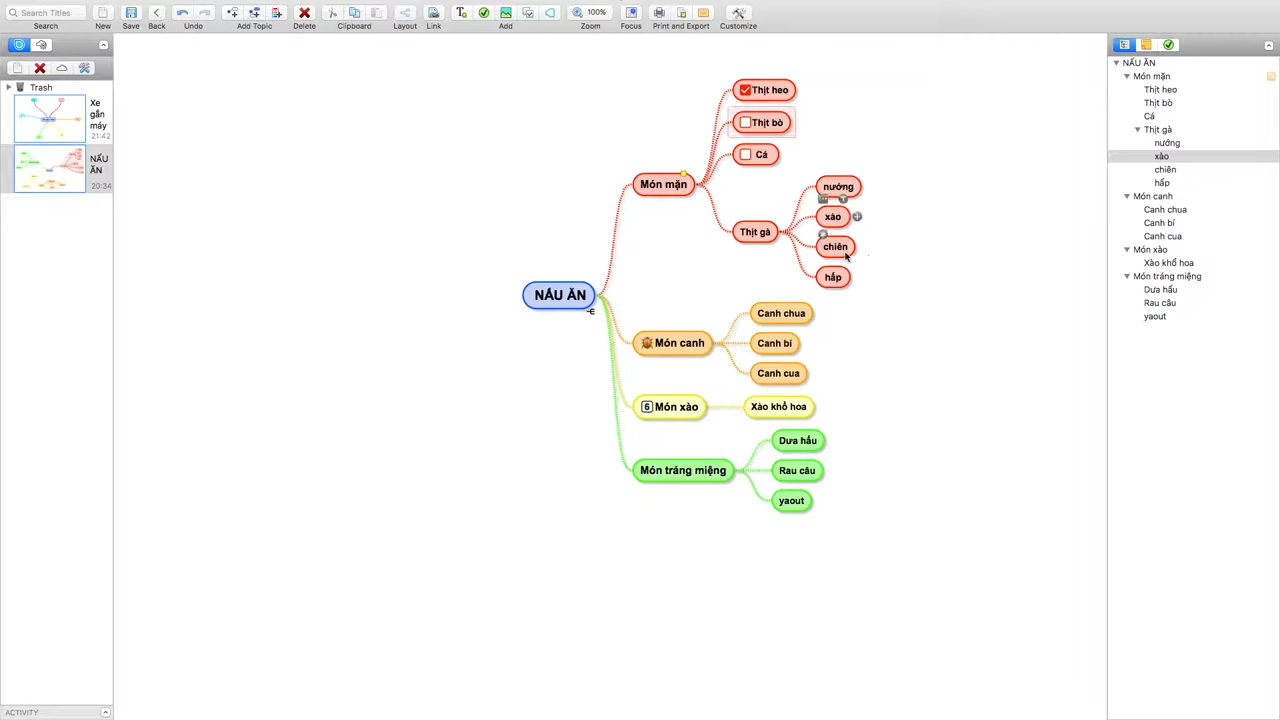 Search Titles
100%
Search
New
Save
Back
Undo
Add Topic
Delete
Clipboard
Layout
Link
Add
Zoom
Focus
Print and Export
Customize
Trash
Xe gắn máy
21:42
NẤU ĂN
20:34
ACTIVITY
NẤU ĂN
Món mặn
Thịt heo
Thịt bò
Cá
Thịt gà
nướng
xào
chiên
hấp
6
Món canh
Canh chua
Canh bí
Canh cua
Món xào
Xào khổ hoa
Món tráng miệng
Dưa hấu
Rau câu
yaout
NẤU ĂN
Món mặn
Thịt heo
Thịt bò
Cá
Thịt gà
nướng
xào
chiên
hấp
Món canh
Canh chua
Canh bí
Canh cua
Món xào
Xào khổ hoa
Món tráng miệng
Dưa hấu
Rau câu
yaout